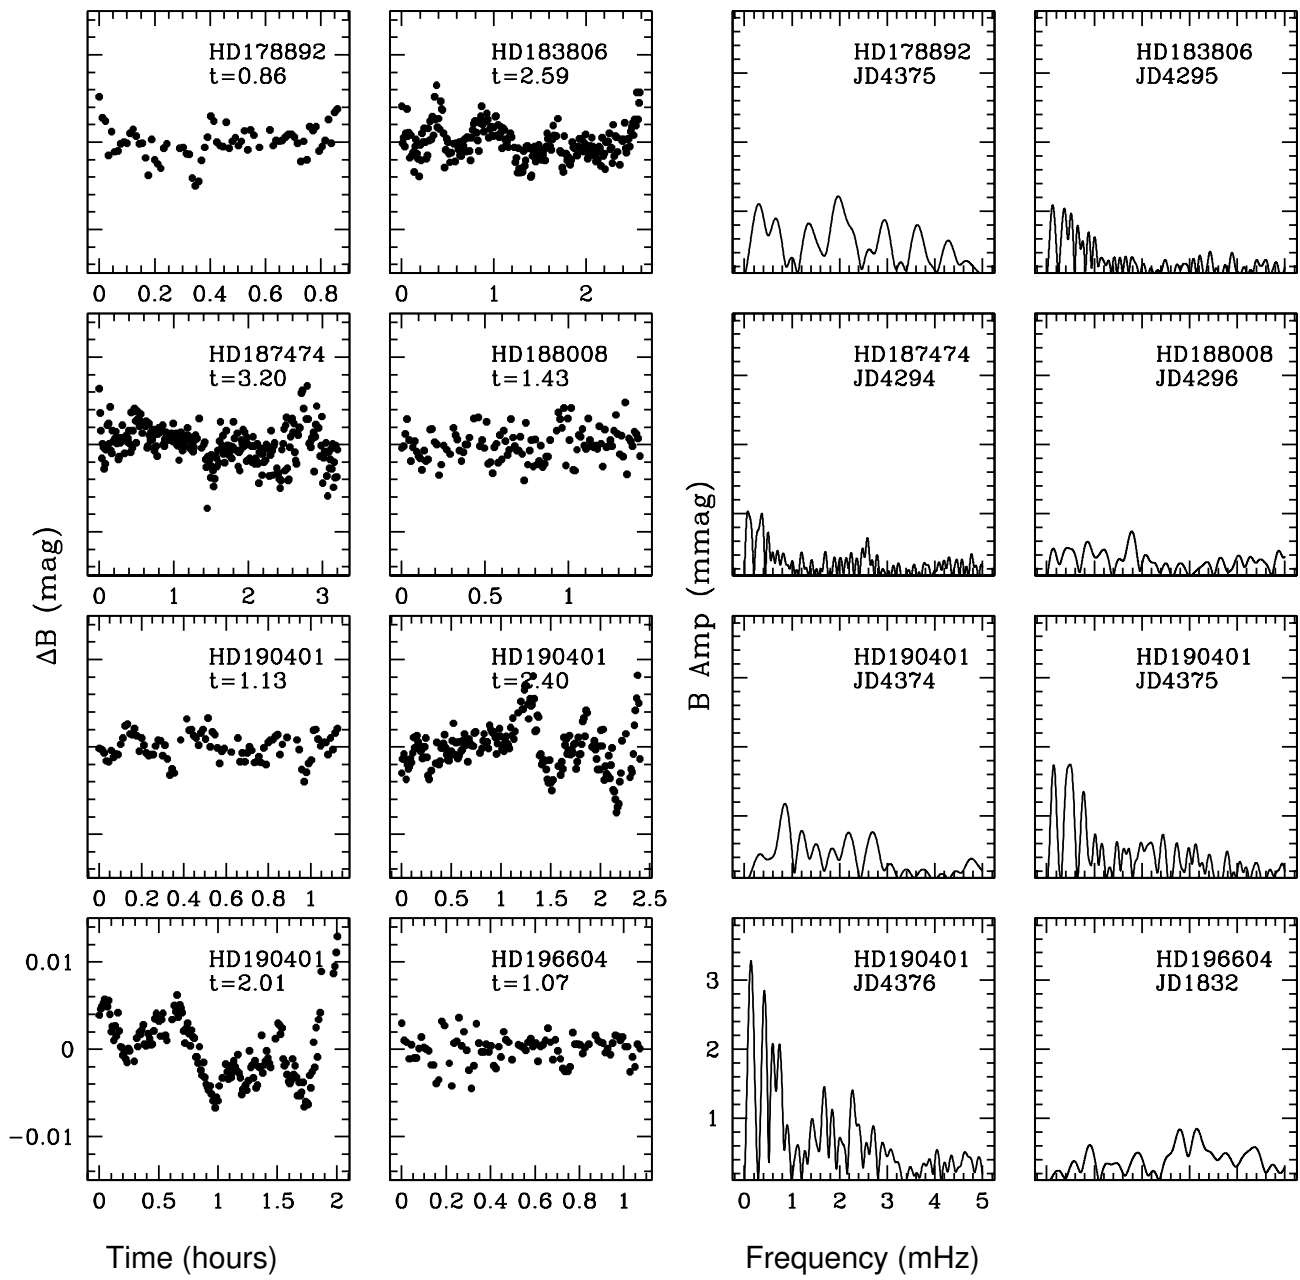 HD178892
t=0.86
HD183806
t=2.59
HD178892
JD4375
HD183806
JD4295
0 0.2 0.4 0.6 0.8
0 1 2
HD187474
t=3.20
HD188008
t=1.43
HD187474
JD4294
HD188008
JD4296
0 1 2 3
0 0.5 1
ΔB (mag)
B Amp (mmag)
HD190401
t=1.13
HD190401
t=2.40
HD190401
JD4374
HD190401
JD4375
0 0.2 0.4 0.6 0.8 1
0 0.5 1 1.5 2 2.5
HD190401
t=2.01
HD196604
t=1.07
HD190401
JD4376
HD196604
JD1832
0.01
0
−0.01
3
2
1
0 0.5 1 1.5 2
0 0.2 0.4 0.6 0.8 1
0 1 2 3 4 5
Time (hours)
Frequency (mHz)